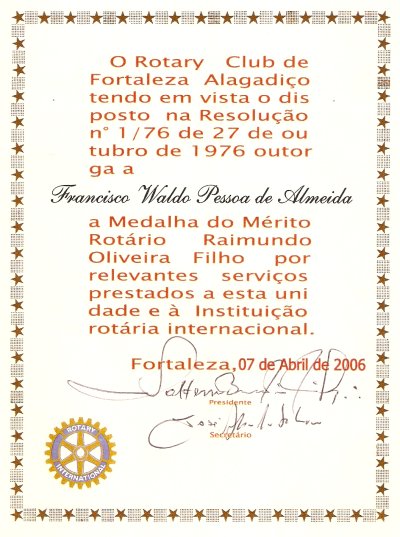 O Rotary Club de
Fortaleza Alagadiço
tendo em vista o dis
posto na Resolução
n° 1/76 de 27 de ou
tubro de 1976 outor
ga a
Francisco Waldo Pessoa de Almeida
a Medalha do Mérito
Rotário Raimundo
Oliveira Filho por
relevantes serviços
prestados a esta uni
dade e à Instituição
rotária internacional.
Fortaleza, 07 de Abril de 2006
Presidente
Secretário
ROTARY
INTERNATIONAL